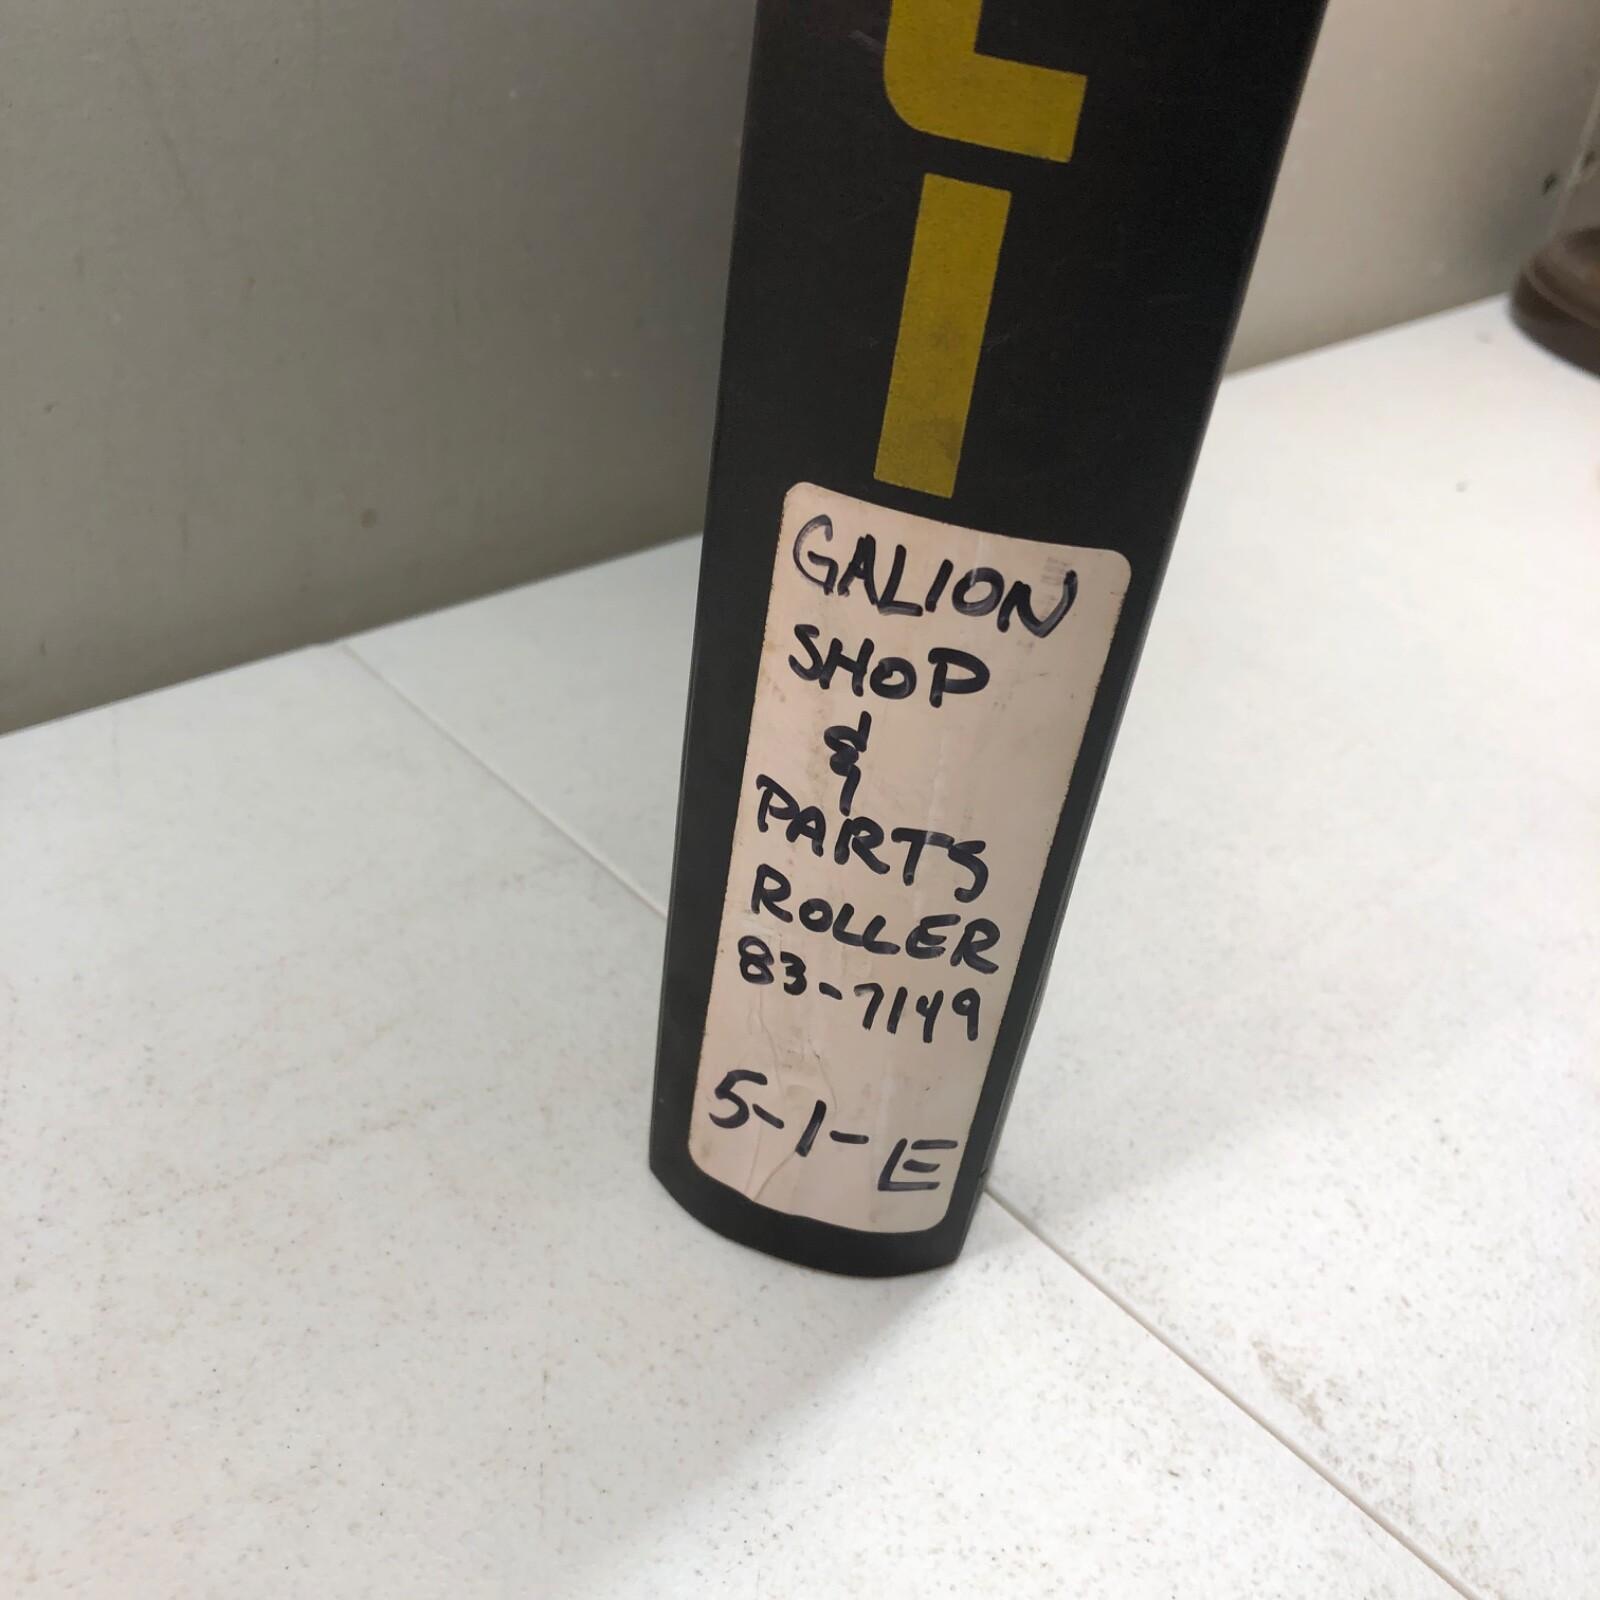 GALION
SHOP
&
PARTS
ROLLER
83-7149
5-1-E